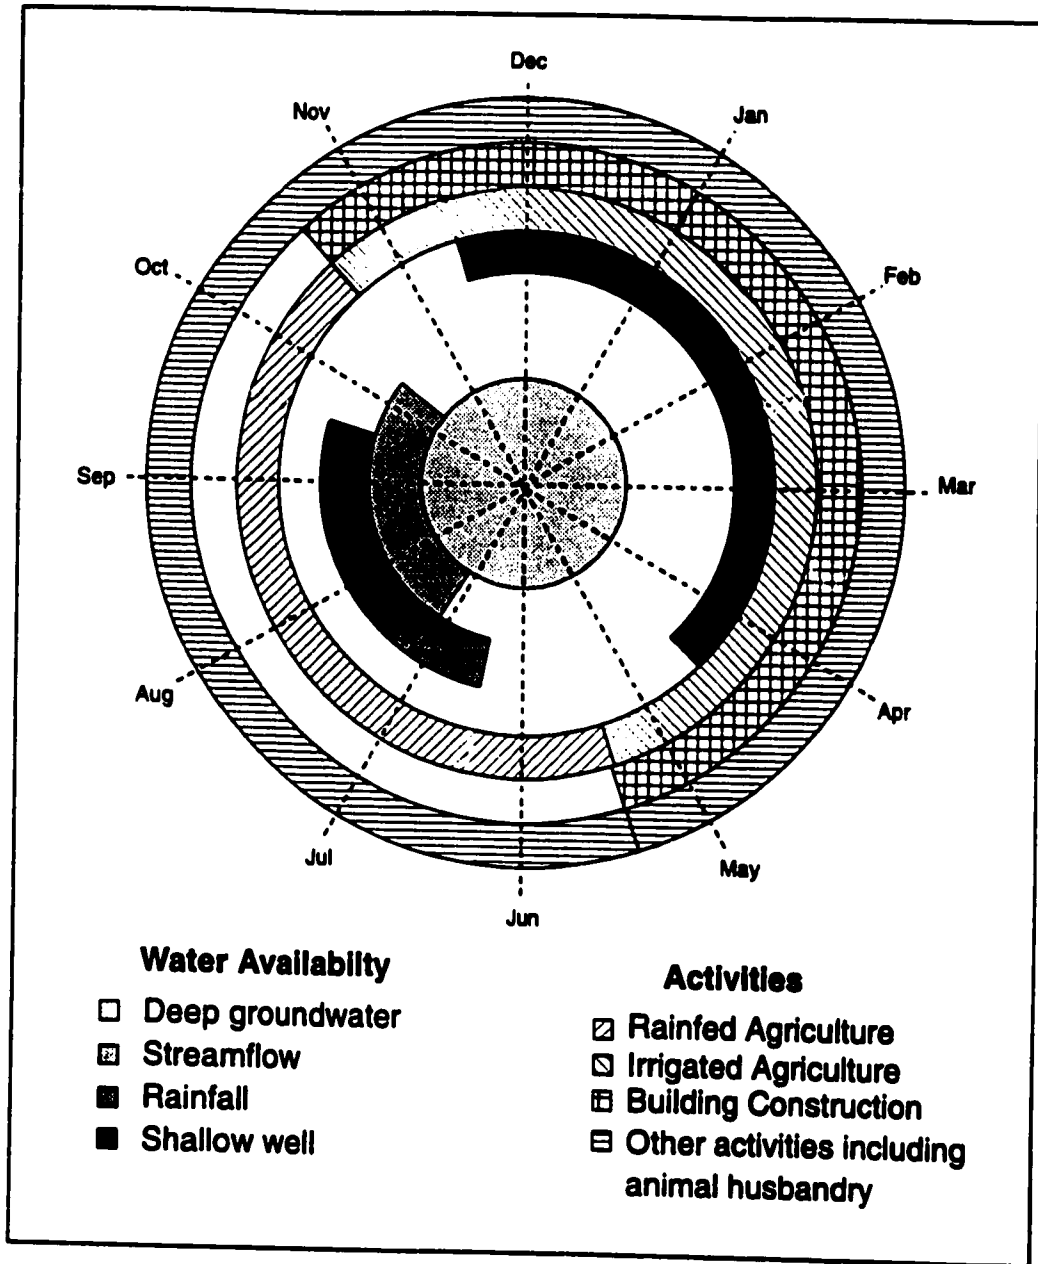 Dec
Jan
Nov
Feb
Oct
Mar
Sep
Apr
Aug
May
Jul
Jun
Water Availabilty
Deep groundwater
Streamflow
Rainfall
Shallow well
Activities
Rainfed Agriculture
Irrigated Agriculture
Building Construction
Other activities including
animal husbandry